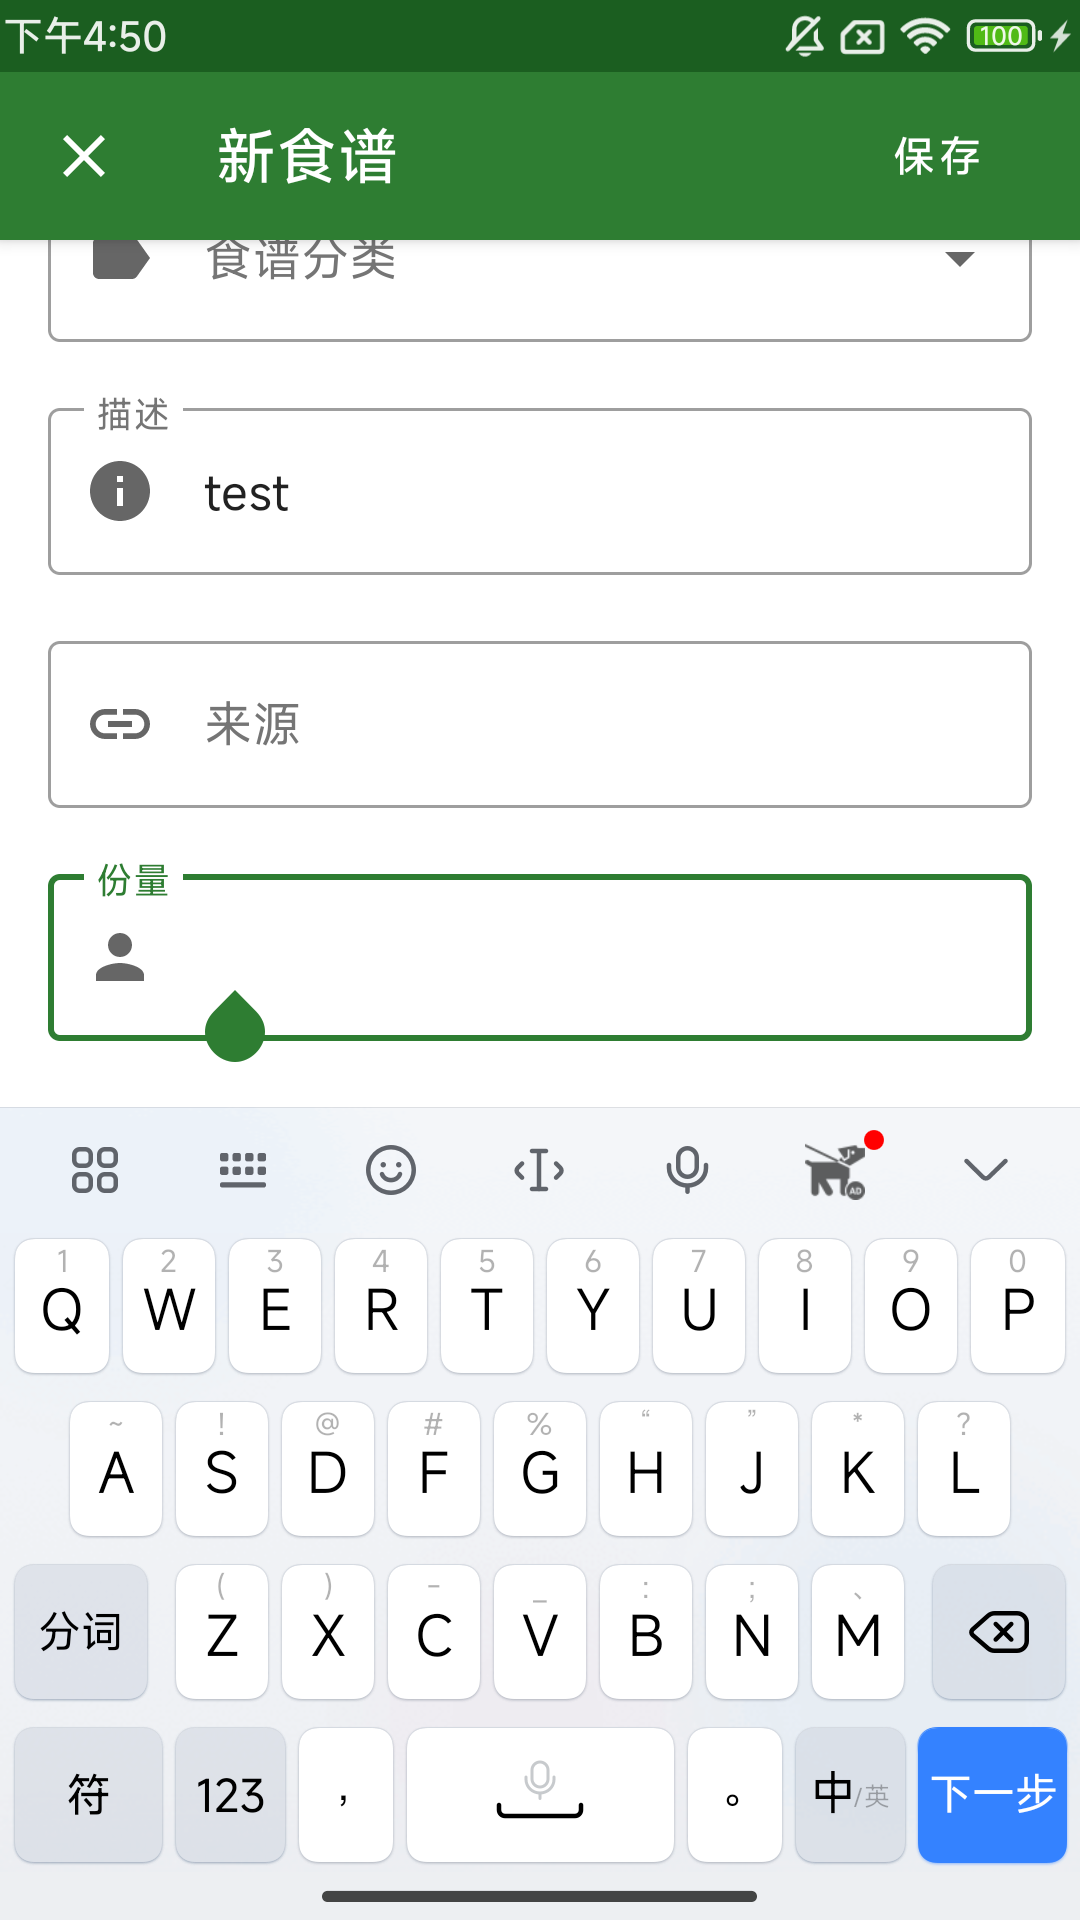 下午4:50 100
新食谱 保存
食谱分类
描述
test
来源
份量
AD
1 2 3 4 5 6 7 8 9 0
Q W E R T Y U I O P
~ ! @ # % “ ” * ?
A S D F G H J K L
( ) - _ : ; 、
分词 Z X C V B N M
符 123 , 。 中/英 下一步